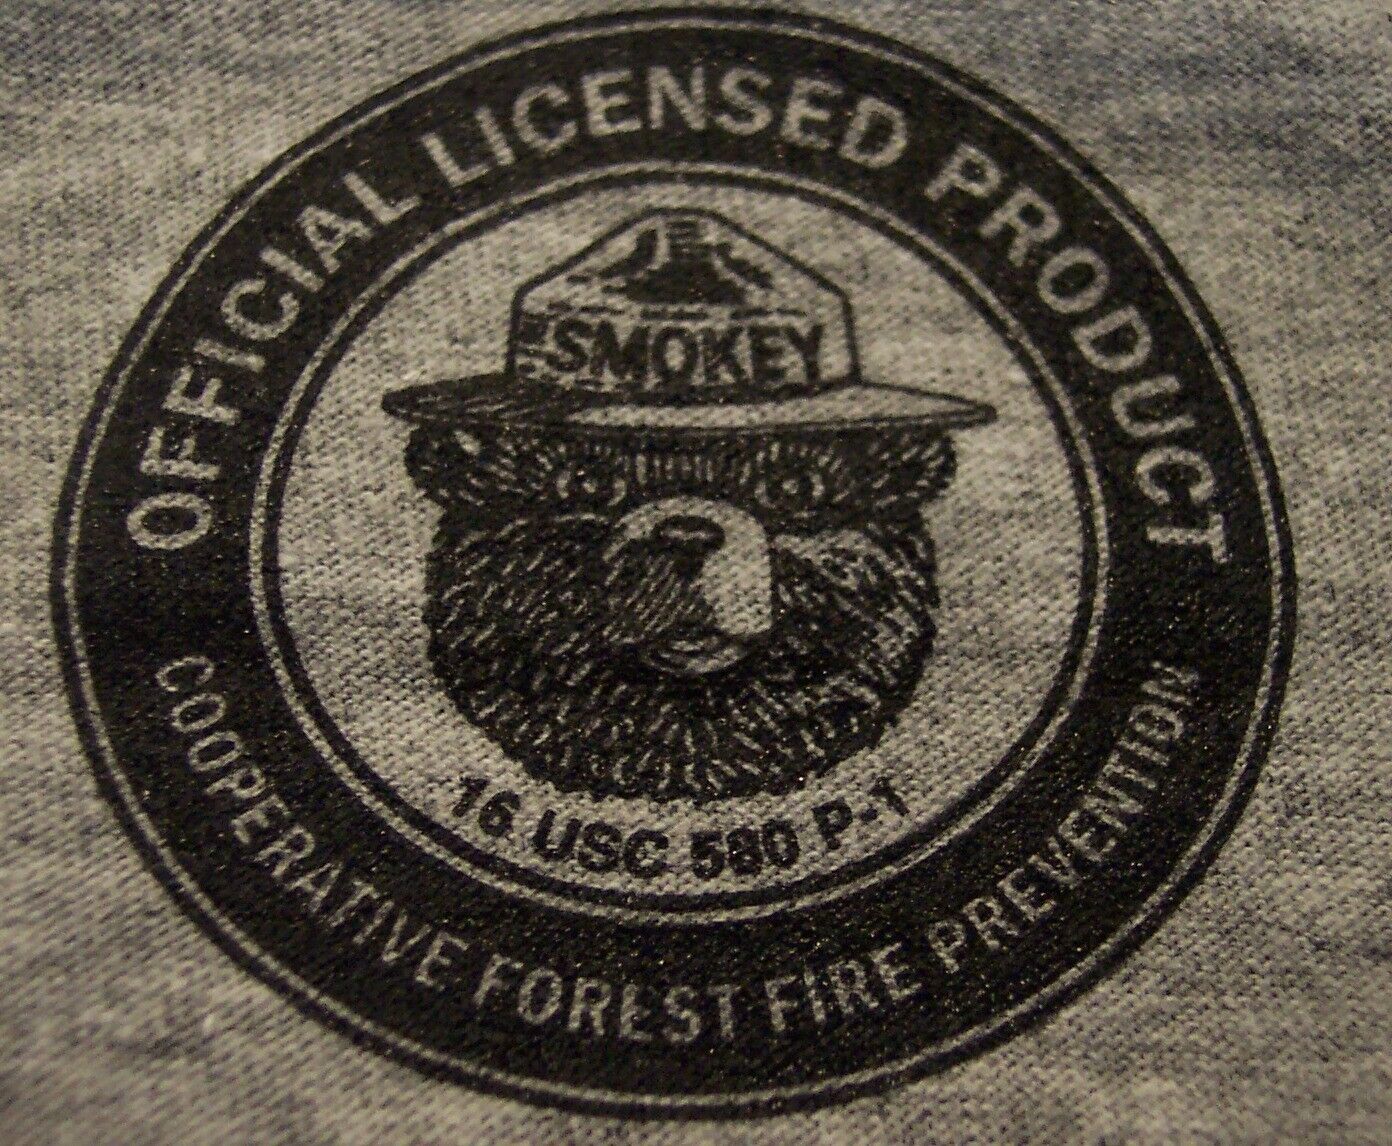 OFFICIAL LICENSED PRODUCT
SMOKEY
16 USC 580 P-1
COOPERATIVE FOREST FIRE PREVENTION